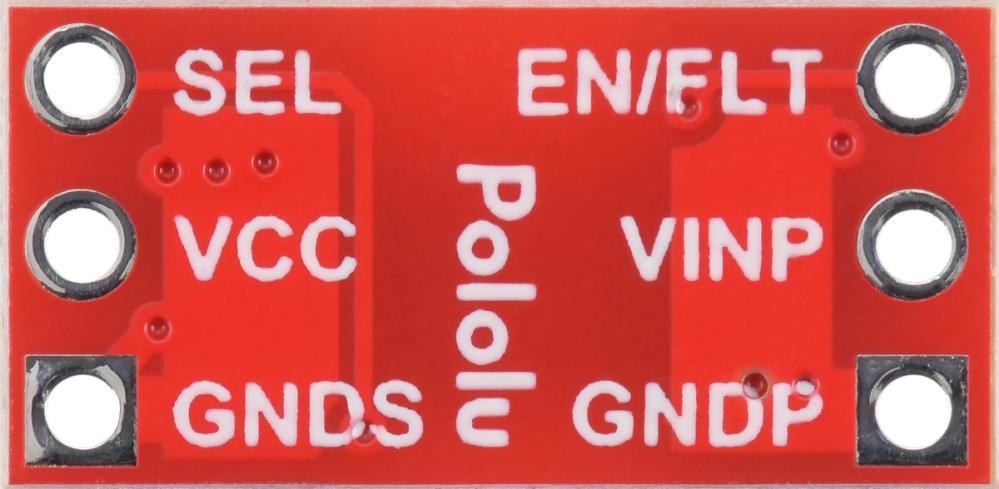 SEL
EN/FLT
VCC
Pololu
VINP
GNDS
GNDP